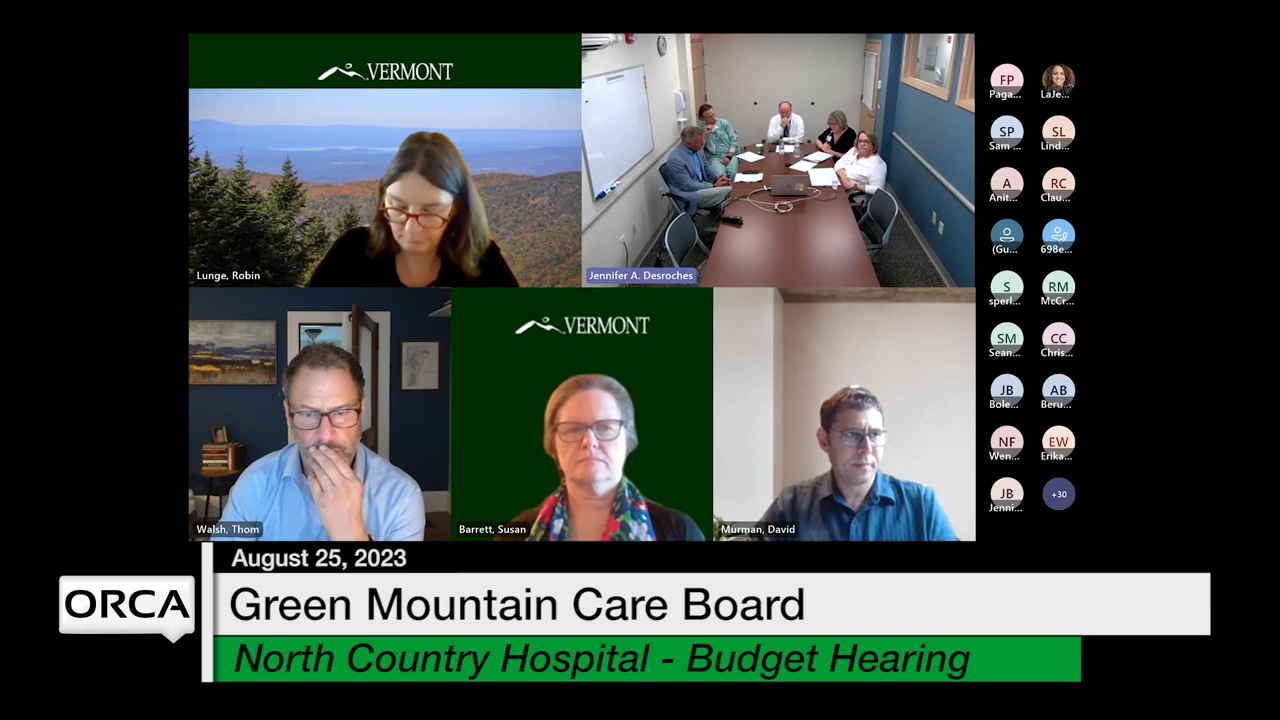 VERMONT
Lunge, Robin
Jennifer A. Desroches
VERMONT
Walsh, Thom
Barrett, Susan
Murman, David
FP
Paga...
LaJe...
SP
Sam ...
SL
Lind...
A
Anit...
RC
Clau...
(Gu...
698e...
S
sperl...
RM
McCr...
SM
Sean...
CC
Chris...
JB
Bole...
AB
Beru...
NF
Wen...
EW
Erika...
JB
Jenni...
+30
August 25, 2023
ORCA
Green Mountain Care Board
North Country Hospital - Budget Hearing